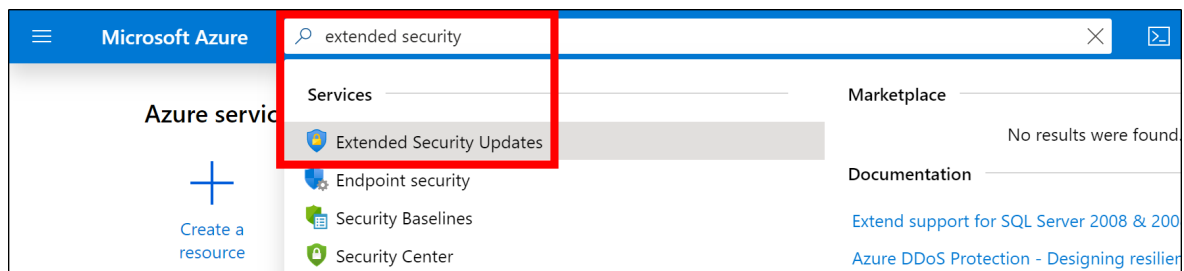 Microsoft Azure
extended security
Azure servic
Create a
resource
Services
Extended Security Updates
Endpoint security
Security Baselines
Security Center
Marketplace
No results were found.
Documentation
Extend support for SQL Server 2008 & 200
Azure DDoS Protection - Designing resilier